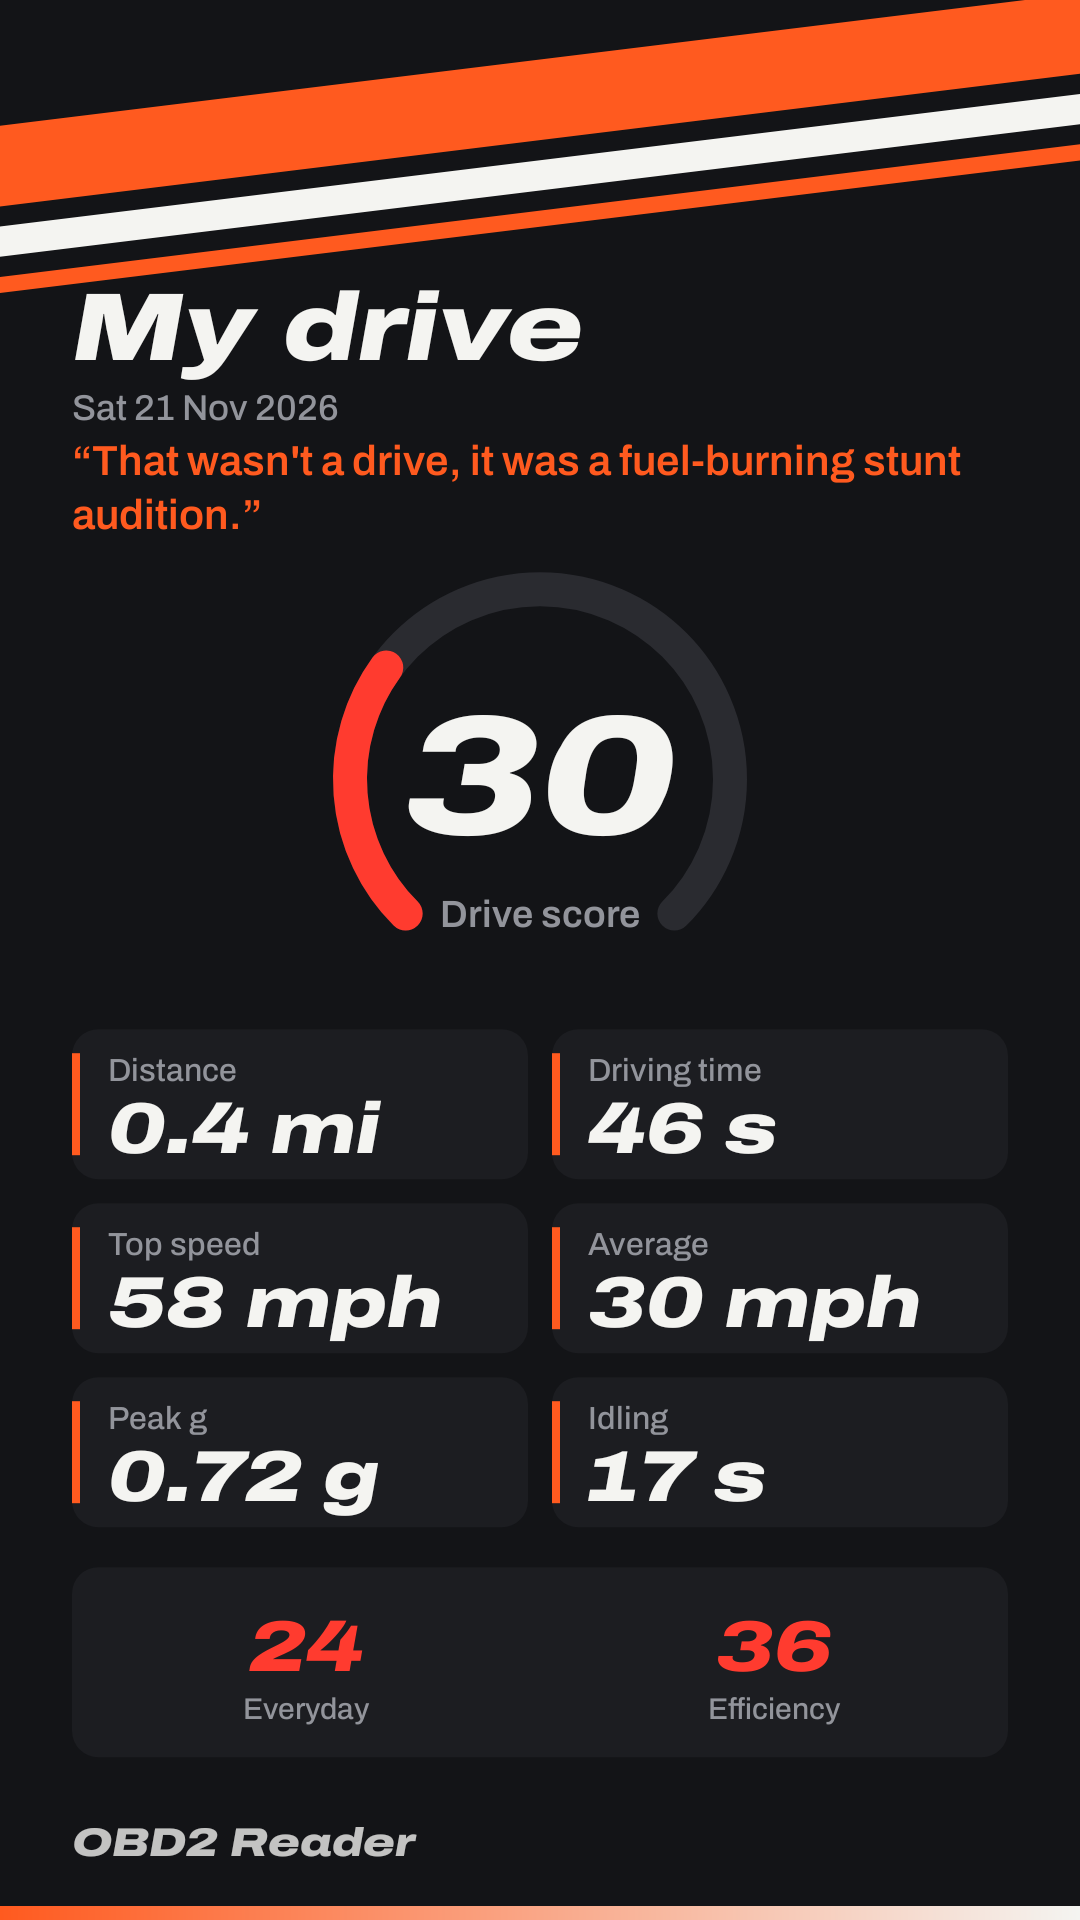 My drive
Sat 21 Nov 2026
“That wasn't a drive, it was a fuel-burning stunt
audition.”
30
Drive score
Distance
0.4 mi
Driving time
46 s
Top speed
58 mph
Average
30 mph
Peak g
0.72 g
Idling
17 s
24
Everyday
36
Efficiency
OBD2 Reader